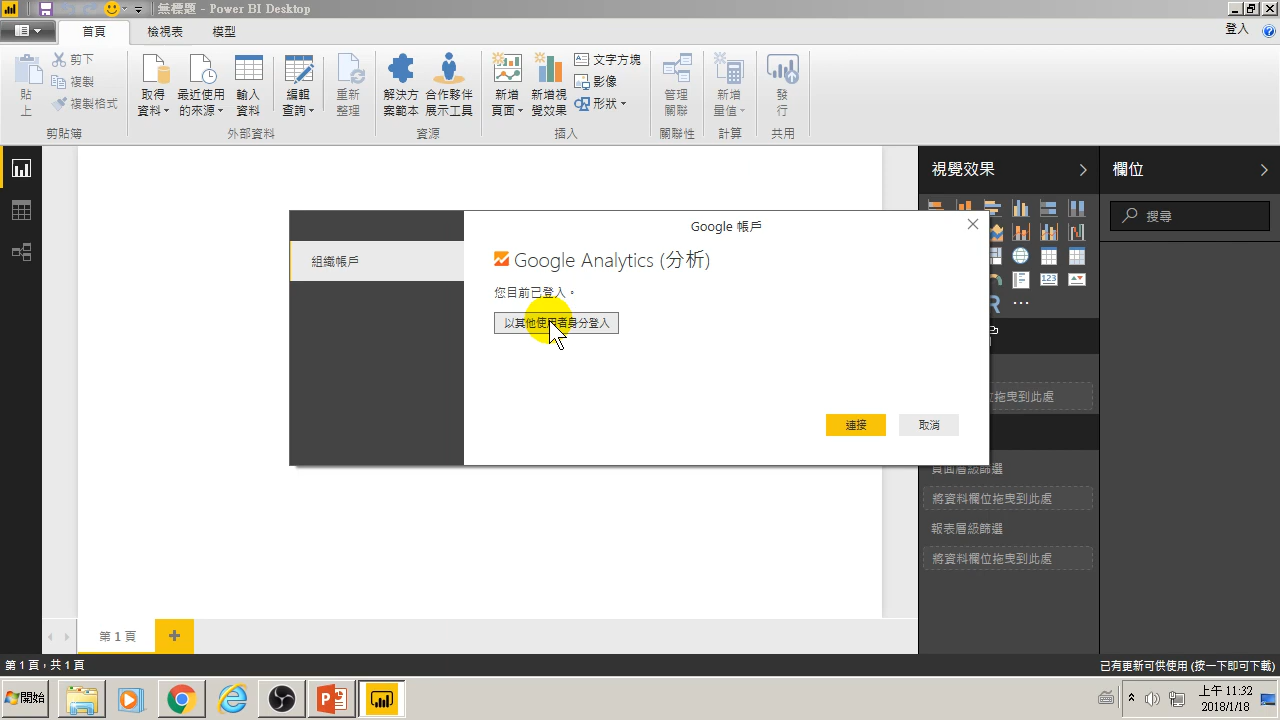 無標題 - Power BI Desktop
首頁
檢視表
模型
登入
貼上
剪下
複製
複製格式
剪貼簿
取得資料
最近使用的來源
輸入資料
編輯查詢
外部資料
重新整理
解決方案範本
合作夥伴展示工具
資源
新增頁面
新增視覺效果
文字方塊
影像
形狀
插入
管理關聯
關聯性
新增量值
計算
發行
共用
視覺效果
欄位
搜尋
Google 帳戶
組織帳戶
Google Analytics (分析)
您目前已登入。
以其他使用者身分登入
連接
取消
拖曳到此處
頁面層級篩選
將資料欄位拖曳到此處
報表層級篩選
將資料欄位拖曳到此處
第 1 頁
第 1 頁，共 1 頁
已有更新可供使用 (按一下即可下載)
開始
上午 11:32
2018/1/18